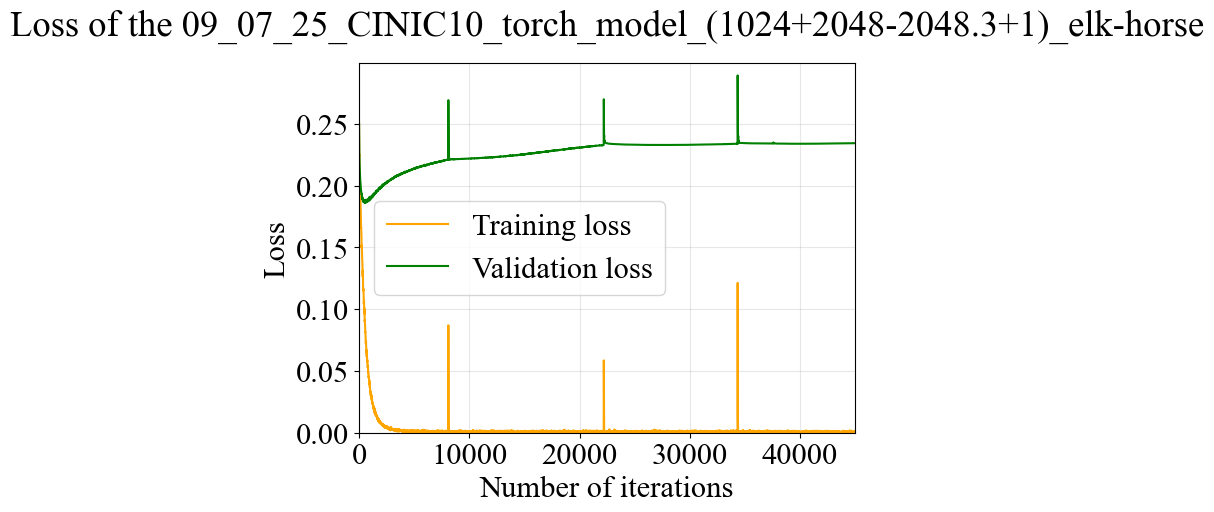 Loss of the 09_07_25_CINIC10_torch_model_(1024+2048-2048.3+1)_elk-horse
0.25
0.20
0.15
0.10
0.05
0.00
Loss
Training loss
Validation loss
0 10000 20000 30000 40000
Number of iterations